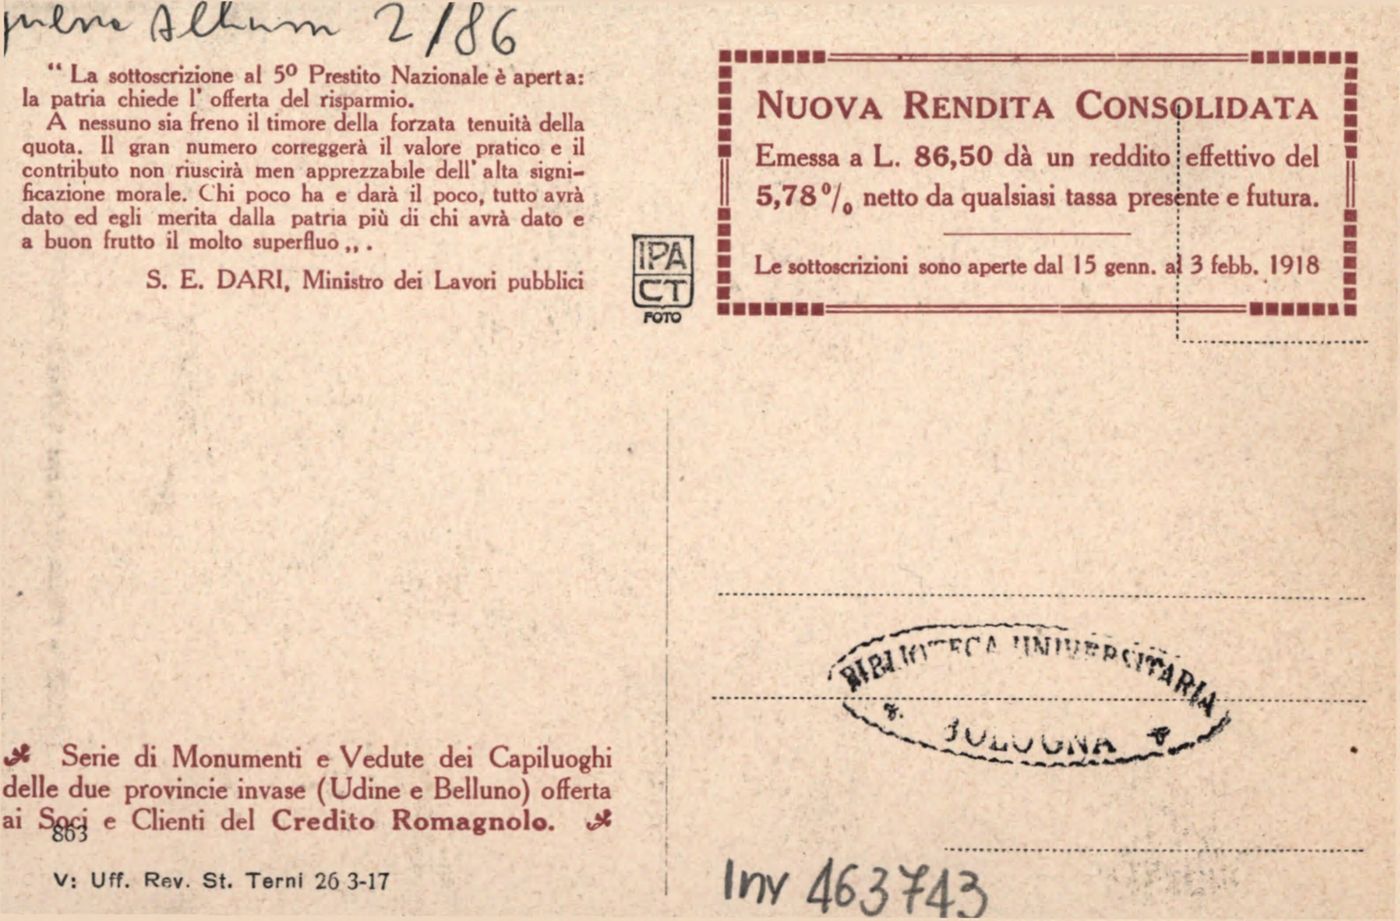 Album 2/86
“ La sottoscrizione al 5º Prestito Nazionale è aperta:
la patria chiede l' offerta del risparmio.
A nessuno sia freno il timore della forzata tenuità della
quota. Il gran numero correggerà il valore pratico e il
contributo non riuscirà men apprezzabile dell' alta signi-
ficazione morale. Chi poco ha e darà il poco, tutto avrà
dato ed egli merita dalla patria più di chi avrà dato e
a buon frutto il molto superfluo „ .
S. E. DARI, Ministro dei Lavori pubblici
IPA
CT
FOTO
NUOVA RENDITA CONSOLIDATA
Emessa a L. 86,50 dà un reddito effettivo del
5,78 % netto da qualsiasi tassa presente e futura.
Le sottoscrizioni sono aperte dal 15 genn. al 3 febb. 1918
BIBLIOTECA UNIVERSITARIA
BOLOGNA
Serie di Monumenti e Vedute dei Capiluoghi
delle due provincie invase (Udine e Belluno) offerta
ai Soci e Clienti del Credito Romagnolo.
863
V: Uff. Rev. St. Terni 26 3-17
Inv 463743